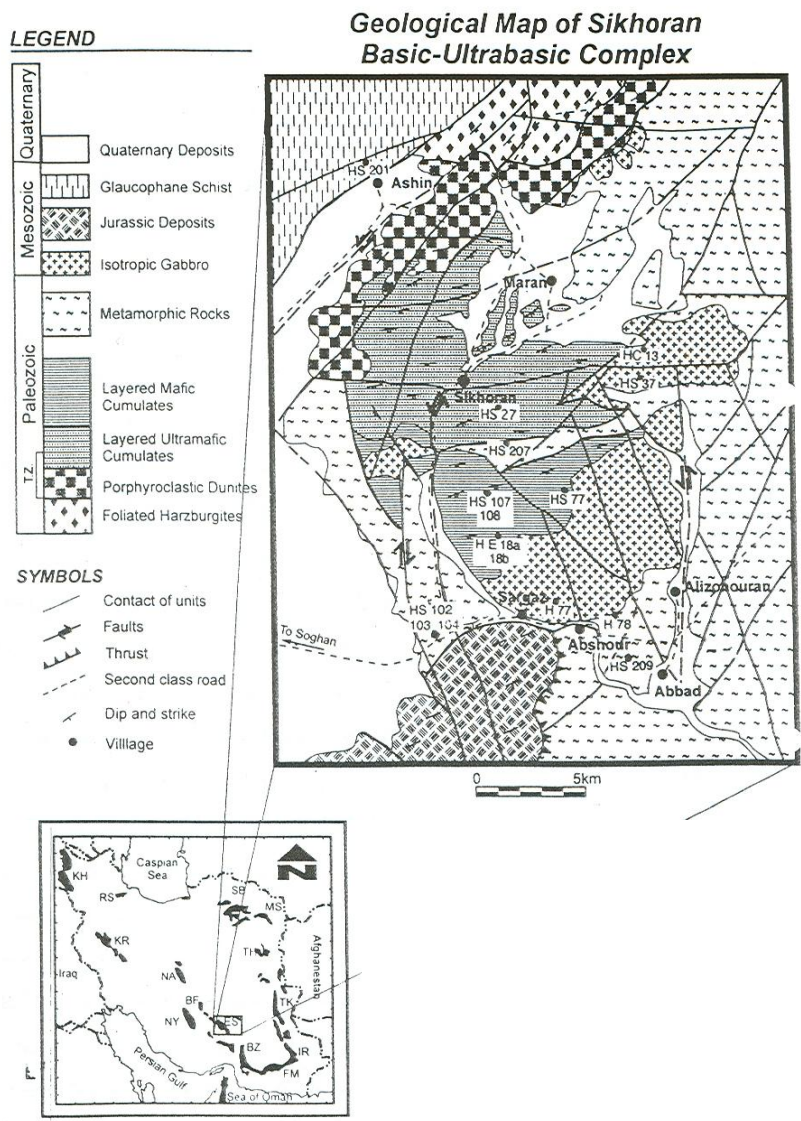 Geological Map of Sikhoran
Basic-Ultrabasic Complex
LEGEND
Quaternary
Mesozoic
Paleozoic
T.Z.
Quaternary Deposits
Glaucophane Schist
Jurassic Deposits
Isotropic Gabbro
Metamorphic Rocks
Layered Mafic
Cumulates
Layered Ultramafic
Cumulates
Porphyroclastic Dunites
Foliated Harzburgites
SYMBOLS
Contact of units
Faults
Thrust
Second class road
Dip and strike
Villlage
HS 201
Ashin
Maran
HC 13
HS 37
Sikhoran
HS 27
HS 207
HS 107
108
HS 77
H E 18a
18b
HS 102
103 104
Sargaz
H 77
H 78
Alizohouran
Abshour
HS 209
Abbad
To Soghan
0 5km
N
Caspian
Sea
KH
RS
SB
MS
KR
TH
Iraq
NA
Afghanestan
BF
TK
NY
ES
BZ
IR
FM
Persian Gulf
Sea of Oman